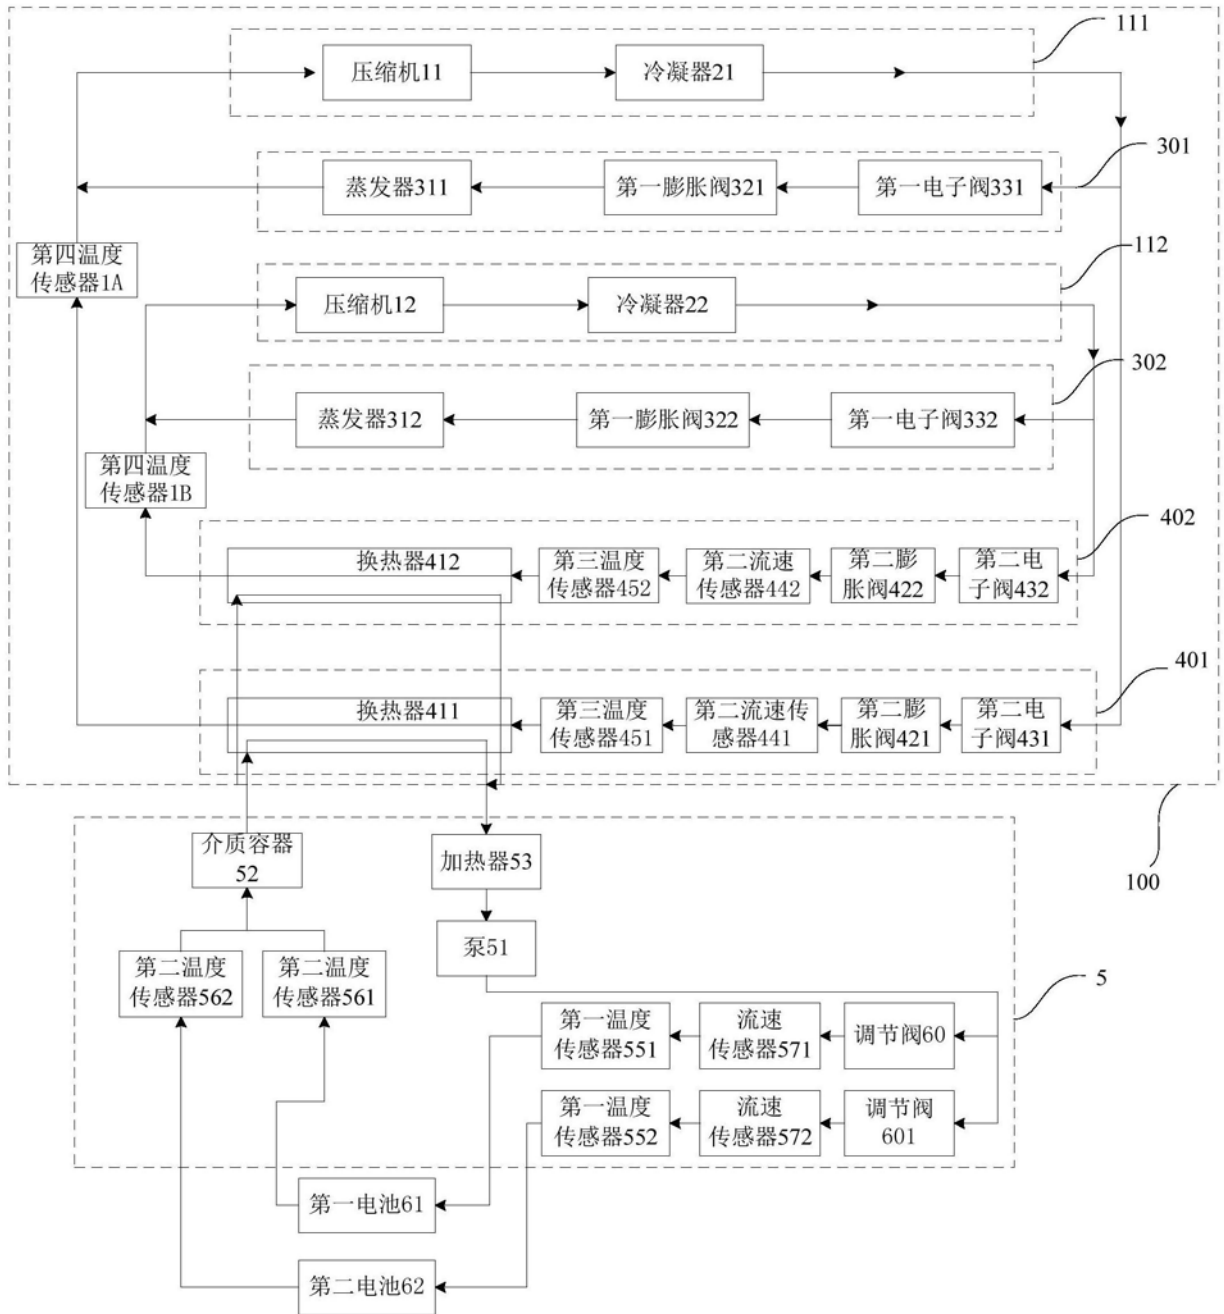 111
压缩机11
冷凝器21
301
蒸发器311
第一膨胀阀321
第一电子阀331
第四温度
传感器1A
112
压缩机12
冷凝器22
302
蒸发器312
第一膨胀阀322
第一电子阀332
第四温度
传感器1B
402
换热器412
第三温度
传感器452
第二流速
传感器442
第二膨
胀阀422
第二电
子阀432
401
换热器411
第三温度
传感器451
第二流速传
感器441
第二膨
胀阀421
第二电
子阀431
100
介质容器
52
加热器53
泵51
5
第二温度
传感器562
第二温度
传感器561
第一温度
传感器551
流速
传感器571
调节阀60
第一温度
传感器552
流速
传感器572
调节阀
601
第一电池61
第二电池62